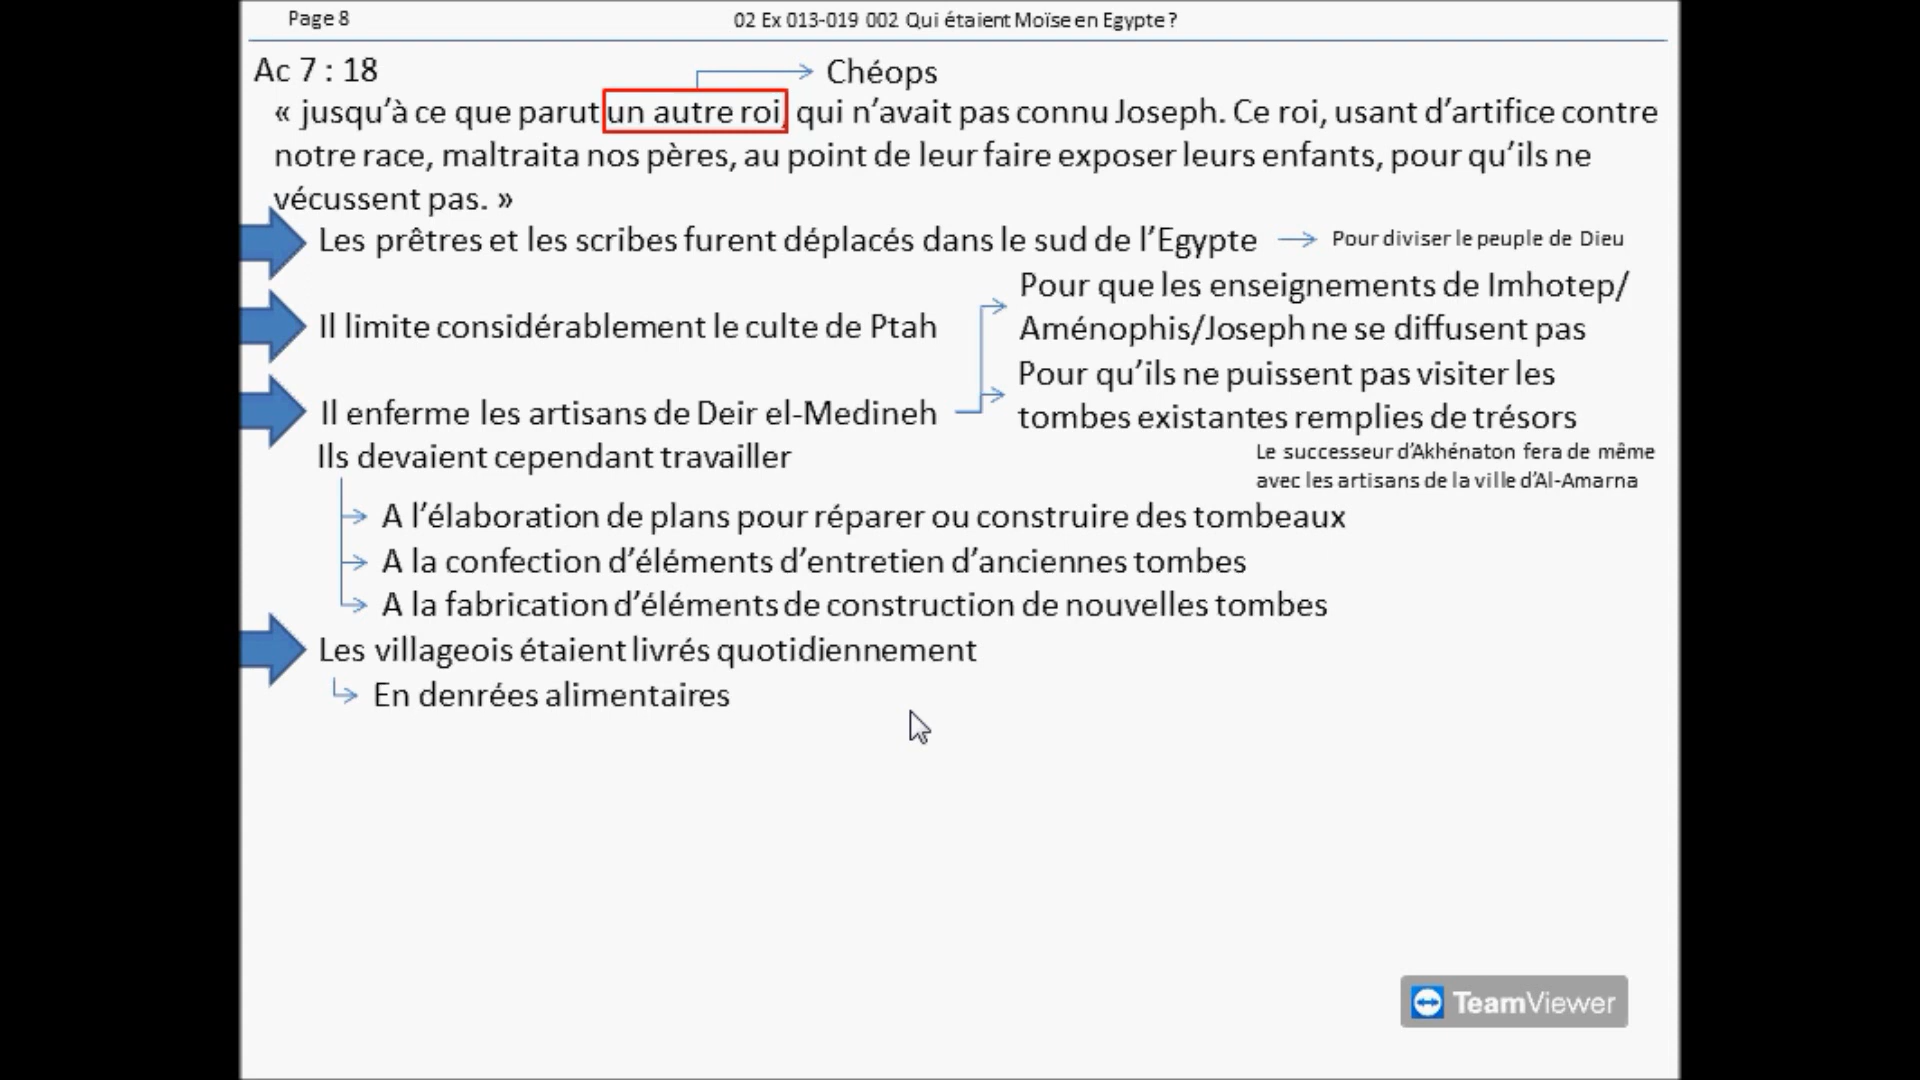 Page 8
02 Ex 013-019 002 Qui étaient Moïse en Egypte ?
Ac 7 : 18
Chéops
« jusqu’à ce que parut un autre roi, qui n’avait pas connu Joseph. Ce roi, usant d’artifice contre
notre race, maltraita nos pères, au point de leur faire exposer leurs enfants, pour qu’ils ne
vécussent pas. »
Les prêtres et les scribes furent déplacés dans le sud de l’Egypte
Pour diviser le peuple de Dieu
Il limite considérablement le culte de Ptah
Pour que les enseignements de Imhotep/
Aménophis/Joseph ne se diffusent pas
Il enferme les artisans de Deir el-Medineh
Pour qu’ils ne puissent pas visiter les
tombes existantes remplies de trésors
Ils devaient cependant travailler
Le successeur d’Akhénaton fera de même
avec les artisans de la ville d’Al-Amarna
A l’élaboration de plans pour réparer ou construire des tombeaux
A la confection d’éléments d’entretien d’anciennes tombes
A la fabrication d’éléments de construction de nouvelles tombes
Les villageois étaient livrés quotidiennement
En denrées alimentaires
TeamViewer